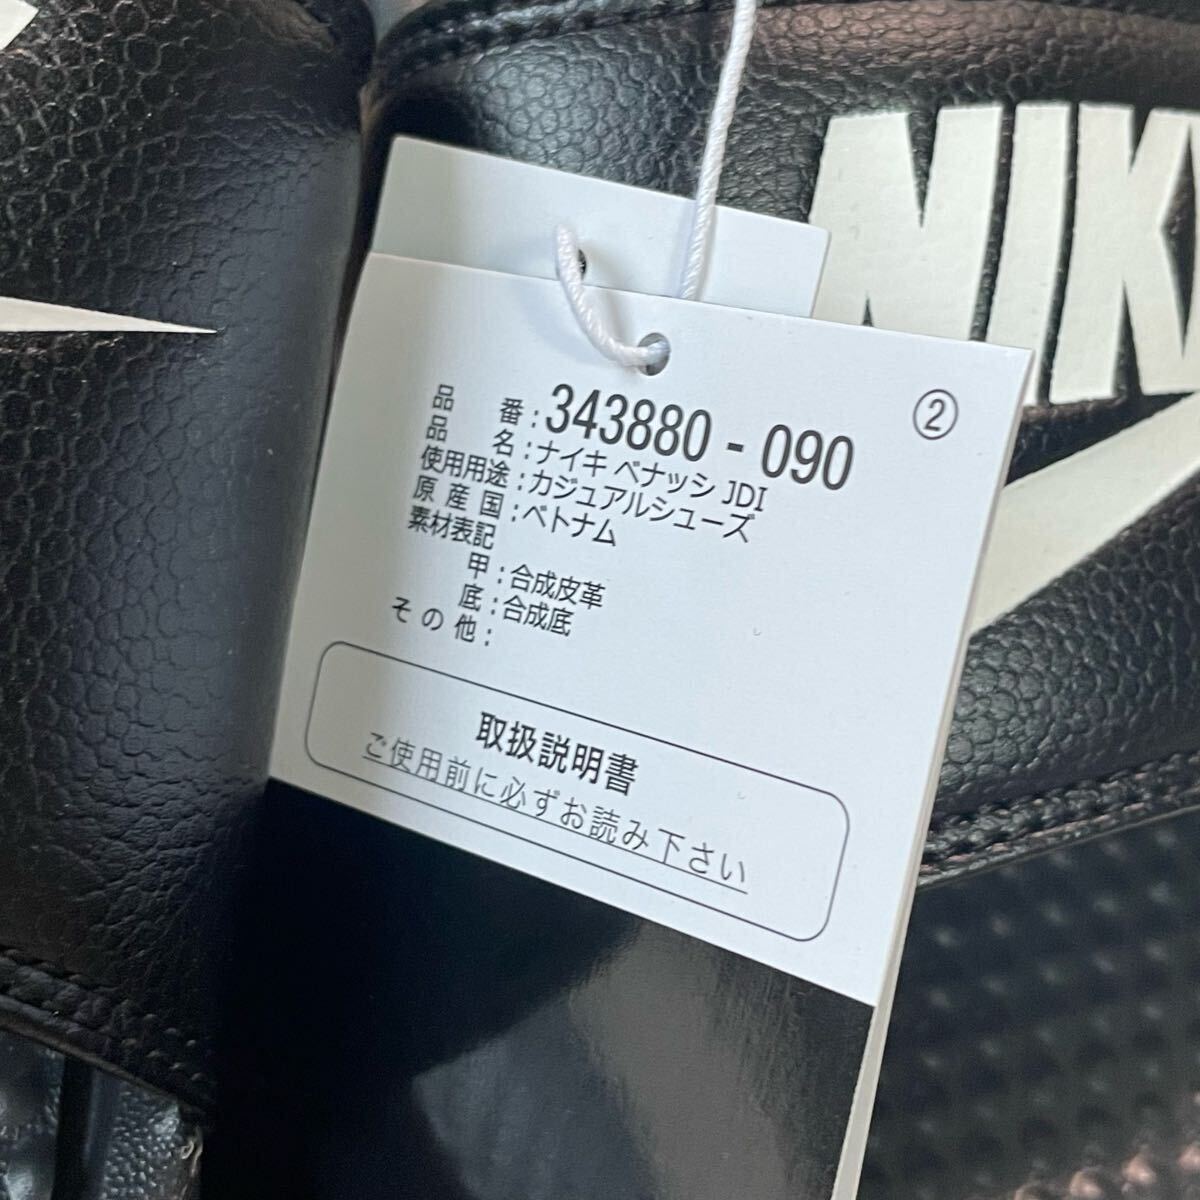 NIK
②
品 番:343880 - 090
品 名:ナイキ ベナッシ JDI
使用用途:カジュアルシューズ
原 産 国:ベトナム
素材表記
甲:合成皮革
底:合成底
そ の 他:
取扱説明書
ご使用前に必ずお読み下さい